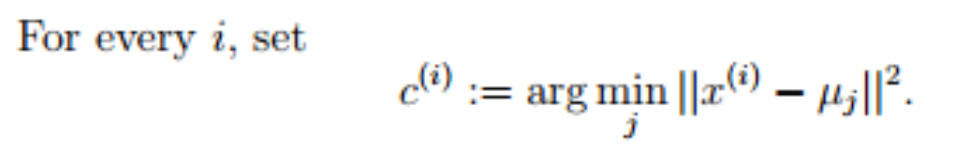 For every i, set
c^{(i)} := arg min_j ||x^{(i)} − μ_j||^2.